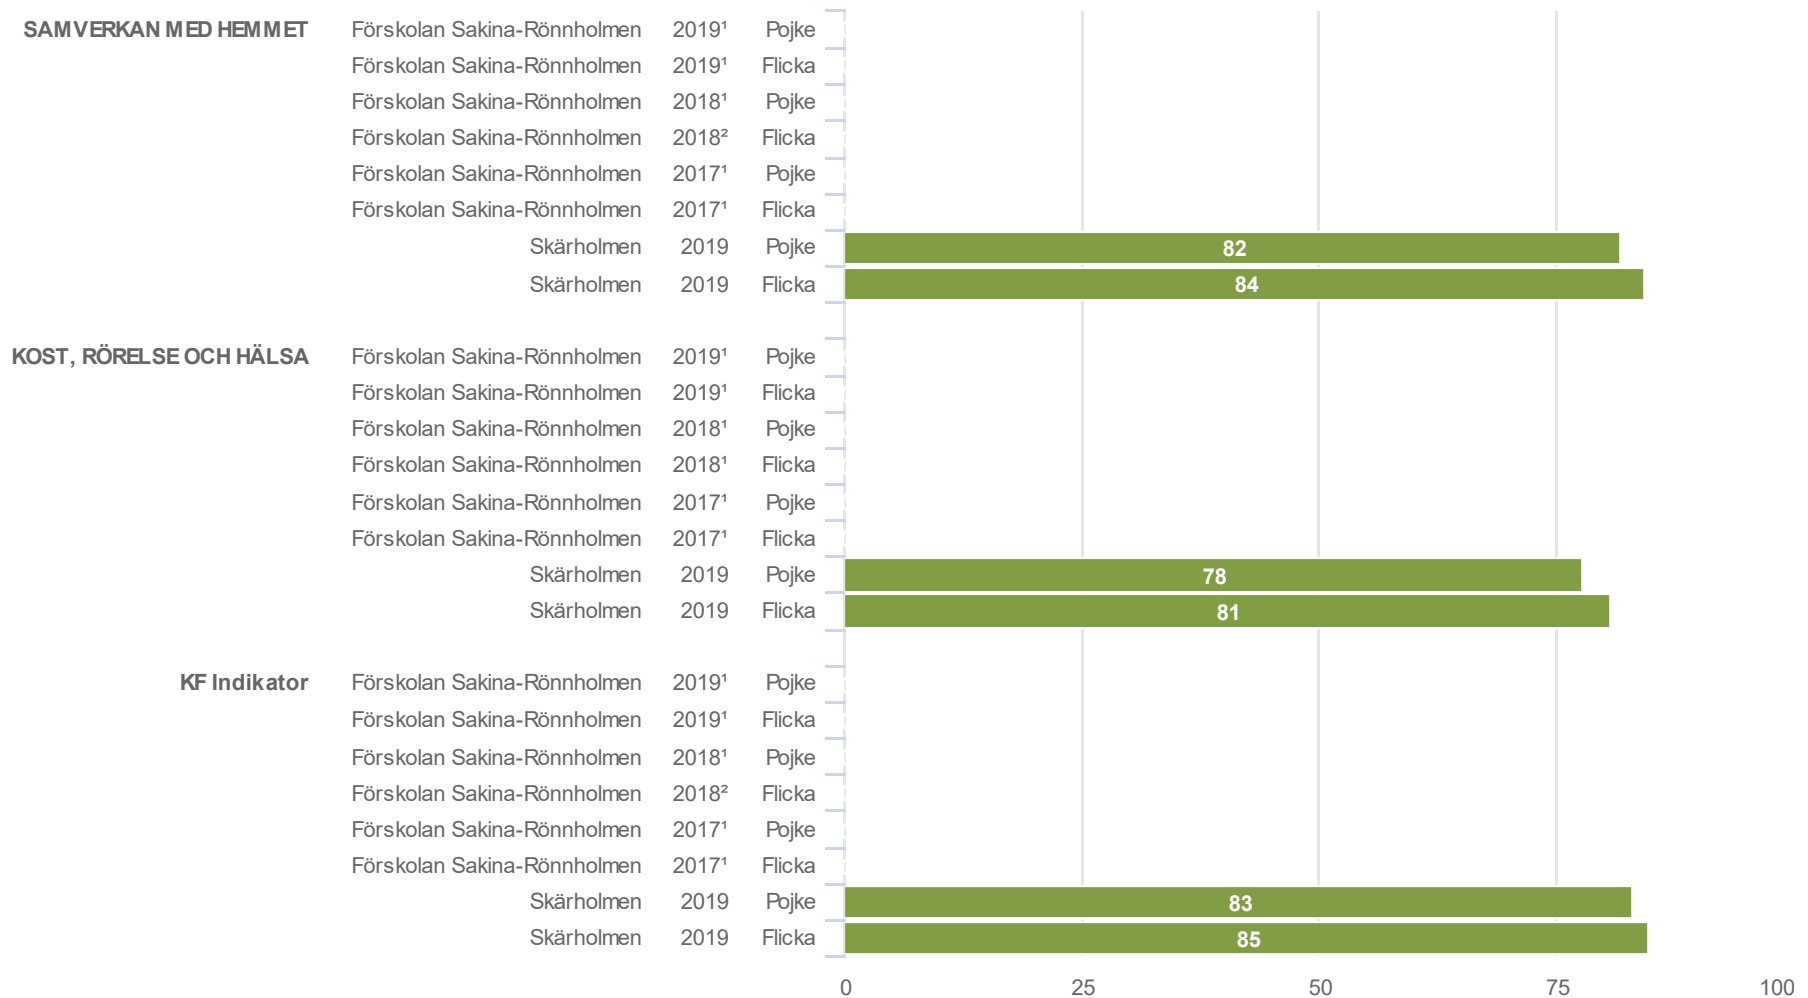 SAMVERKAN MED HEMMET Förskolan Sakina-Rönnholmen 2019¹ Pojke
Förskolan Sakina-Rönnholmen 2019¹ Flicka
Förskolan Sakina-Rönnholmen 2018¹ Pojke
Förskolan Sakina-Rönnholmen 2018² Flicka
Förskolan Sakina-Rönnholmen 2017¹ Pojke
Förskolan Sakina-Rönnholmen 2017¹ Flicka
Skärholmen 2019 Pojke 82
Skärholmen 2019 Flicka 84
KOST, RÖRELSE OCH HÄLSA Förskolan Sakina-Rönnholmen 2019¹ Pojke
Förskolan Sakina-Rönnholmen 2019¹ Flicka
Förskolan Sakina-Rönnholmen 2018¹ Pojke
Förskolan Sakina-Rönnholmen 2018¹ Flicka
Förskolan Sakina-Rönnholmen 2017¹ Pojke
Förskolan Sakina-Rönnholmen 2017¹ Flicka
Skärholmen 2019 Pojke 78
Skärholmen 2019 Flicka 81
KF Indikator Förskolan Sakina-Rönnholmen 2019¹ Pojke
Förskolan Sakina-Rönnholmen 2019¹ Flicka
Förskolan Sakina-Rönnholmen 2018¹ Pojke
Förskolan Sakina-Rönnholmen 2018² Flicka
Förskolan Sakina-Rönnholmen 2017¹ Pojke
Förskolan Sakina-Rönnholmen 2017¹ Flicka
Skärholmen 2019 Pojke 83
Skärholmen 2019 Flicka 85
0 25 50 75 100